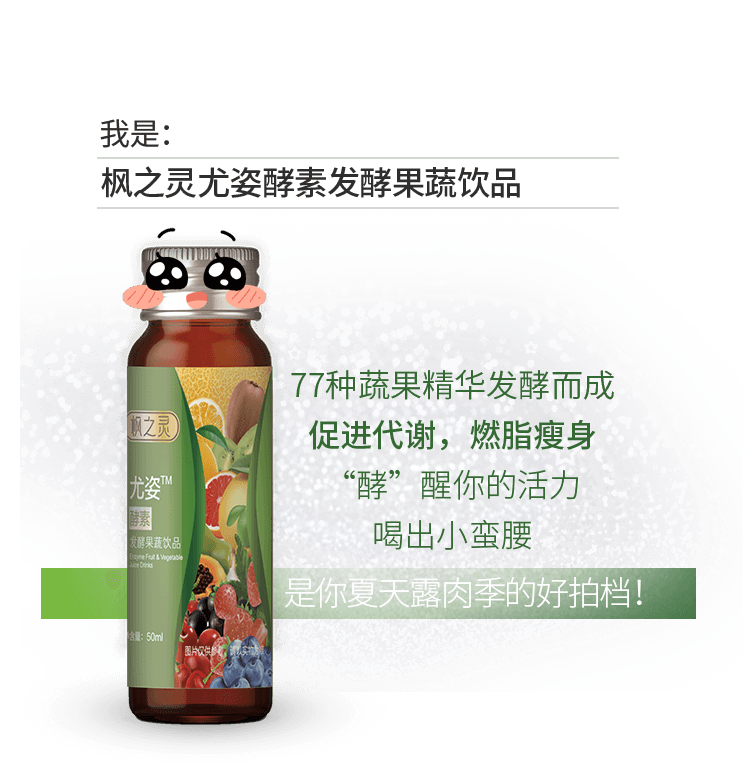 我是：
枫之灵尤姿酵素发酵果蔬饮品
77种蔬果精华发酵而成
促进代谢，燃脂瘦身
“酵”醒你的活力
喝出小蛮腰
是你夏天露肉季的好拍档！
枫之灵
尤姿™
酵素
发酵果蔬饮品
Enzyme Fruit & Vegetable
Juice Drinks
含量：50ml
图片仅供参考